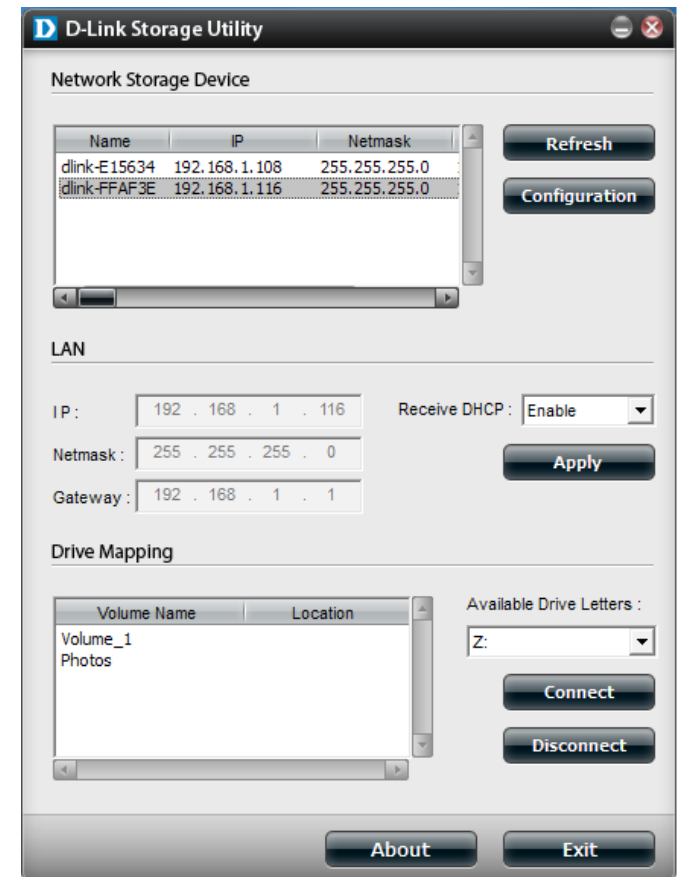 D D-Link Storage Utility
Network Storage Device
Name IP Netmask
dlink-E15634 192.168.1.108 255.255.255.0
dlink-FFAF3E 192.168.1.116 255.255.255.0
Refresh
Configuration
LAN
IP : 192 . 168 . 1 . 116 Receive DHCP : Enable
Netmask : 255 . 255 . 255 . 0 Apply
Gateway : 192 . 168 . 1 . 1
Drive Mapping
Volume Name Location
Volume_1
Photos
Available Drive Letters :
Z:
Connect
Disconnect
About Exit